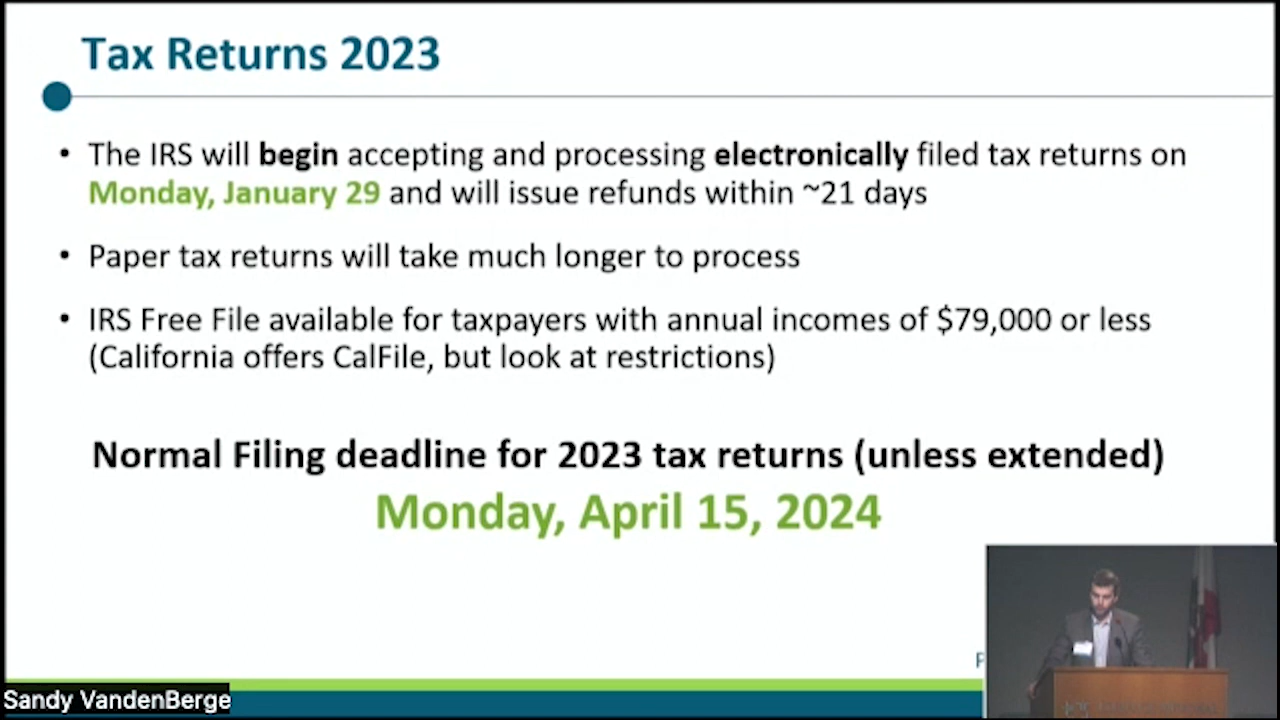 Tax Returns 2023
• The IRS will begin accepting and processing electronically filed tax returns on
Monday, January 29 and will issue refunds within ~21 days
• Paper tax returns will take much longer to process
• IRS Free File available for taxpayers with annual incomes of $79,000 or less
(California offers CalFile, but look at restrictions)
Normal Filing deadline for 2023 tax returns (unless extended)
Monday, April 15, 2024
Sandy VandenBerge